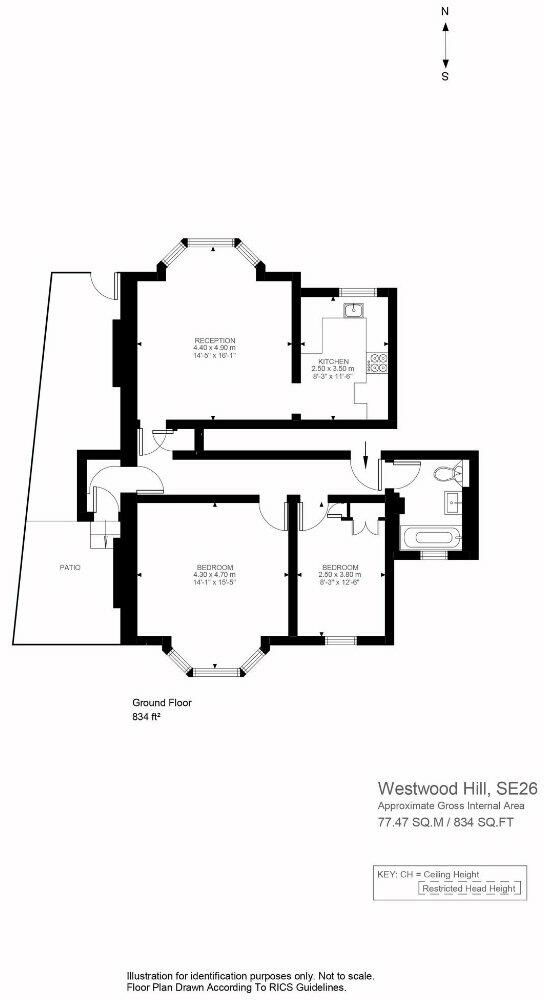 N
S
RECEPTION
4.40 x 4.90 m
14'-5" x 16'-1"
KITCHEN
2.50 x 3.50 m
8'-3" x 11'-6"
PATIO
BEDROOM
4.30 x 4.70 m
14'-1" x 15'-5"
BEDROOM
2.50 x 3.80 m
8'-3" x 12'-6"
Ground Floor
834 ft²
Westwood Hill, SE26
Approximate Gross Internal Area
77.47 SQ.M / 834 SQ.FT
KEY: CH = Ceiling Height
Restricted Head Height
Illustration for identification purposes only. Not to scale.
Floor Plan Drawn According To RICS Guidelines.